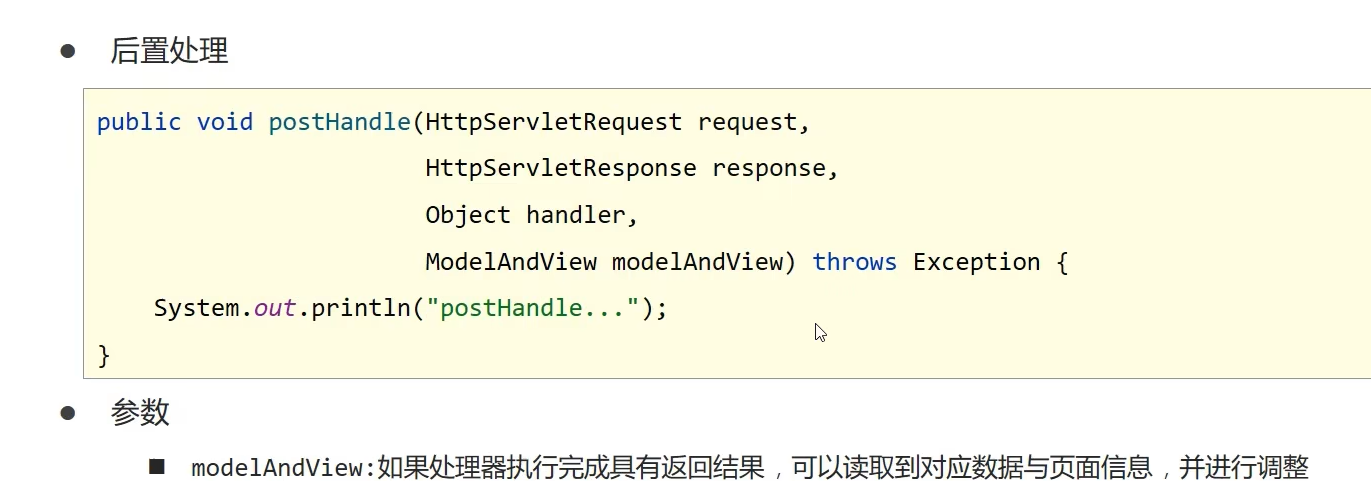 ● 后置处理
public void postHandle(HttpServletRequest request,
HttpServletResponse response,
Object handler,
ModelAndView modelAndView) throws Exception {
System.out.println("postHandle...");
}
● 参数
■ modelAndView:如果处理器执行完成具有返回结果，可以读取到对应数据与页面信息，并进行调整